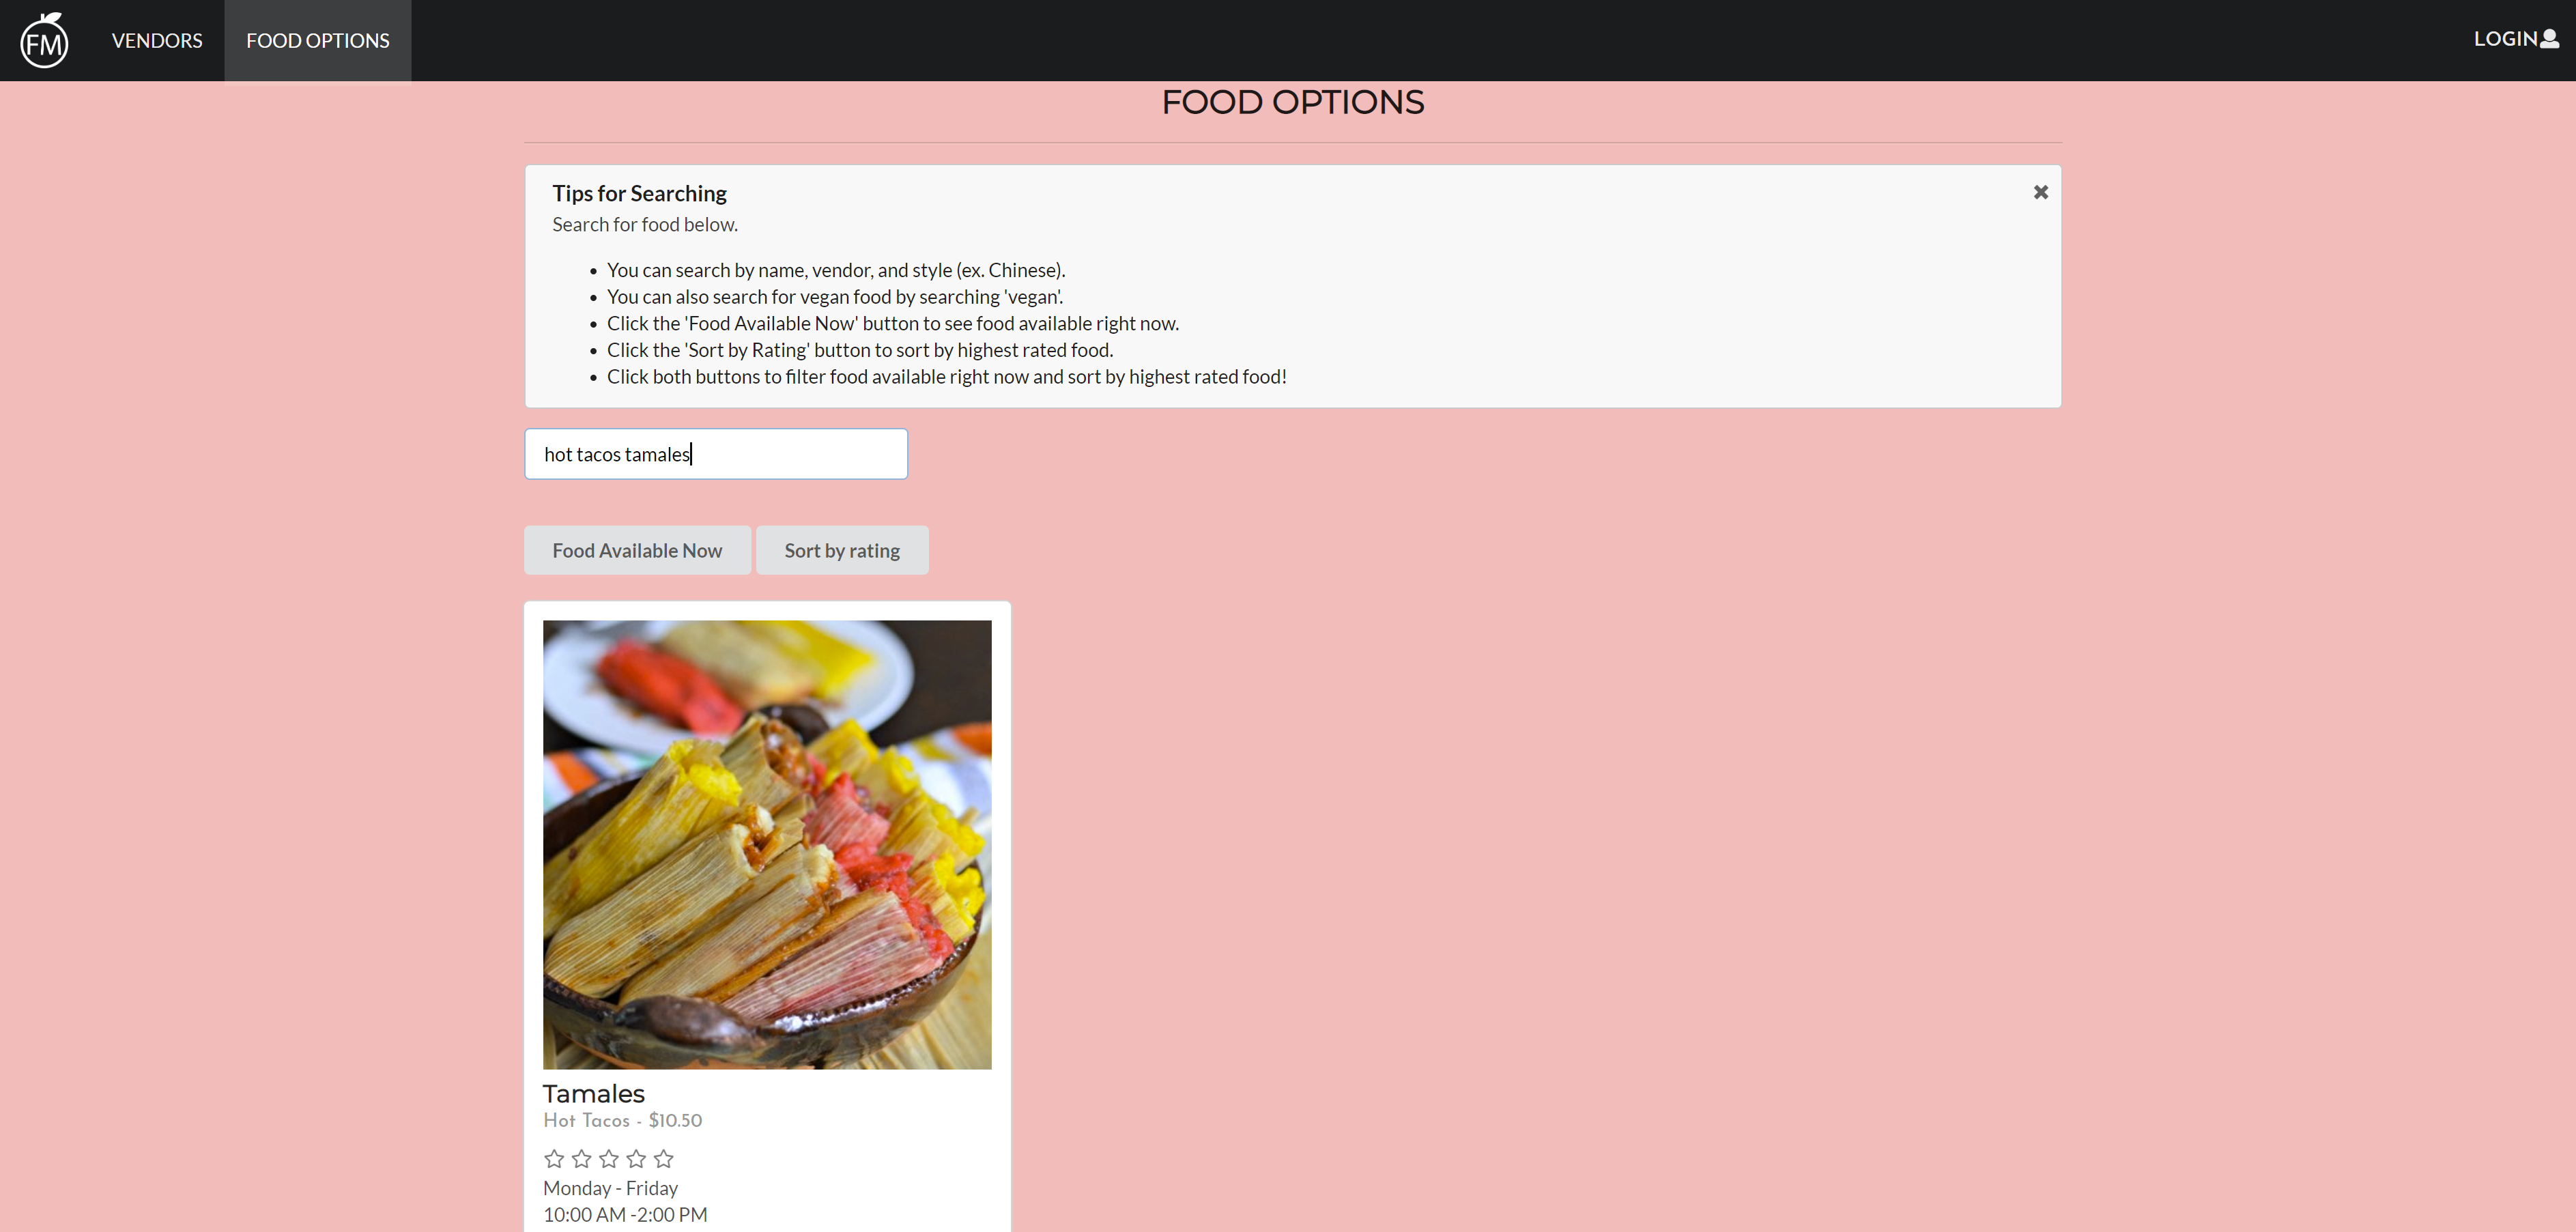 FM VENDORS FOOD OPTIONS LOGIN
FOOD OPTIONS
Tips for Searching
Search for food below.
You can search by name, vendor, and style (ex. Chinese).
You can also search for vegan food by searching 'vegan'.
Click the 'Food Available Now' button to see food available right now.
Click the 'Sort by Rating' button to sort by highest rated food.
Click both buttons to filter food available right now and sort by highest rated food!
hot tacos tamales
Food Available Now Sort by rating
Tamales
Hot Tacos - $10.50
Monday - Friday
10:00 AM -2:00 PM